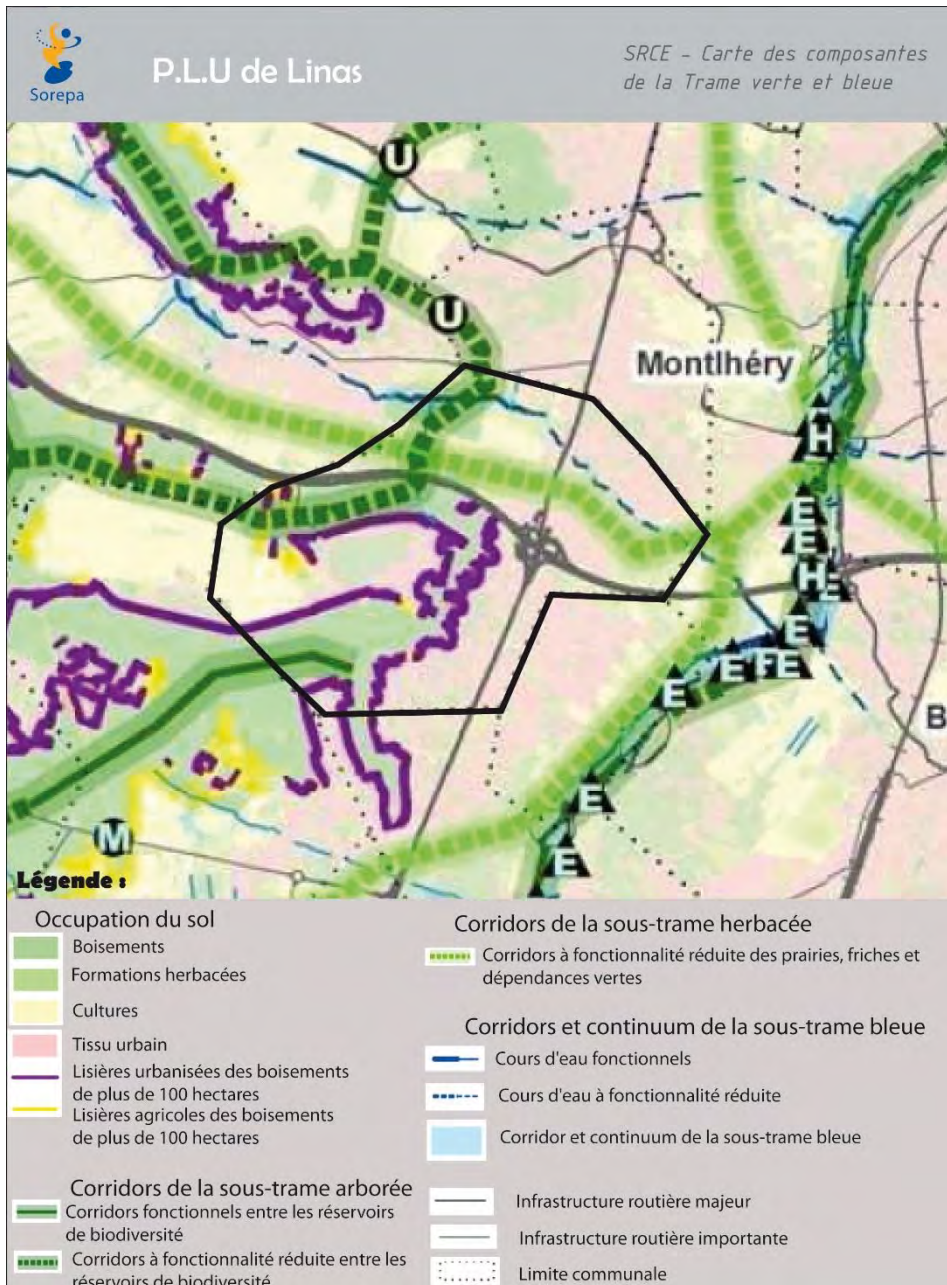 Sorepa
P.L.U de Linas
SRCE - Carte des composantes
de la Trame verte et bleue
U
U
Montlhéry
H
E
E
H
E
E
E
E
F
E
E
B
E
E
M
Légende :
Occupation du sol
Boisements
Formations herbacées
Cultures
Tissu urbain
Lisières urbanisées des boisements
de plus de 100 hectares
Lisières agricoles des boisements
de plus de 100 hectares
Corridors de la sous-trame arborée
Corridors fonctionnels entre les réservoirs
de biodiversité
Corridors à fonctionnalité réduite entre les
réservoirs de biodiversité
Corridors de la sous-trame herbacée
Corridors à fonctionnalité réduite des prairies, friches et
dépendances vertes
Corridors et continuum de la sous-trame bleue
Cours d'eau fonctionnels
Cours d'eau à fonctionnalité réduite
Corridor et continuum de la sous-trame bleue
Infrastructure routière majeur
Infrastructure routière importante
Limite communale